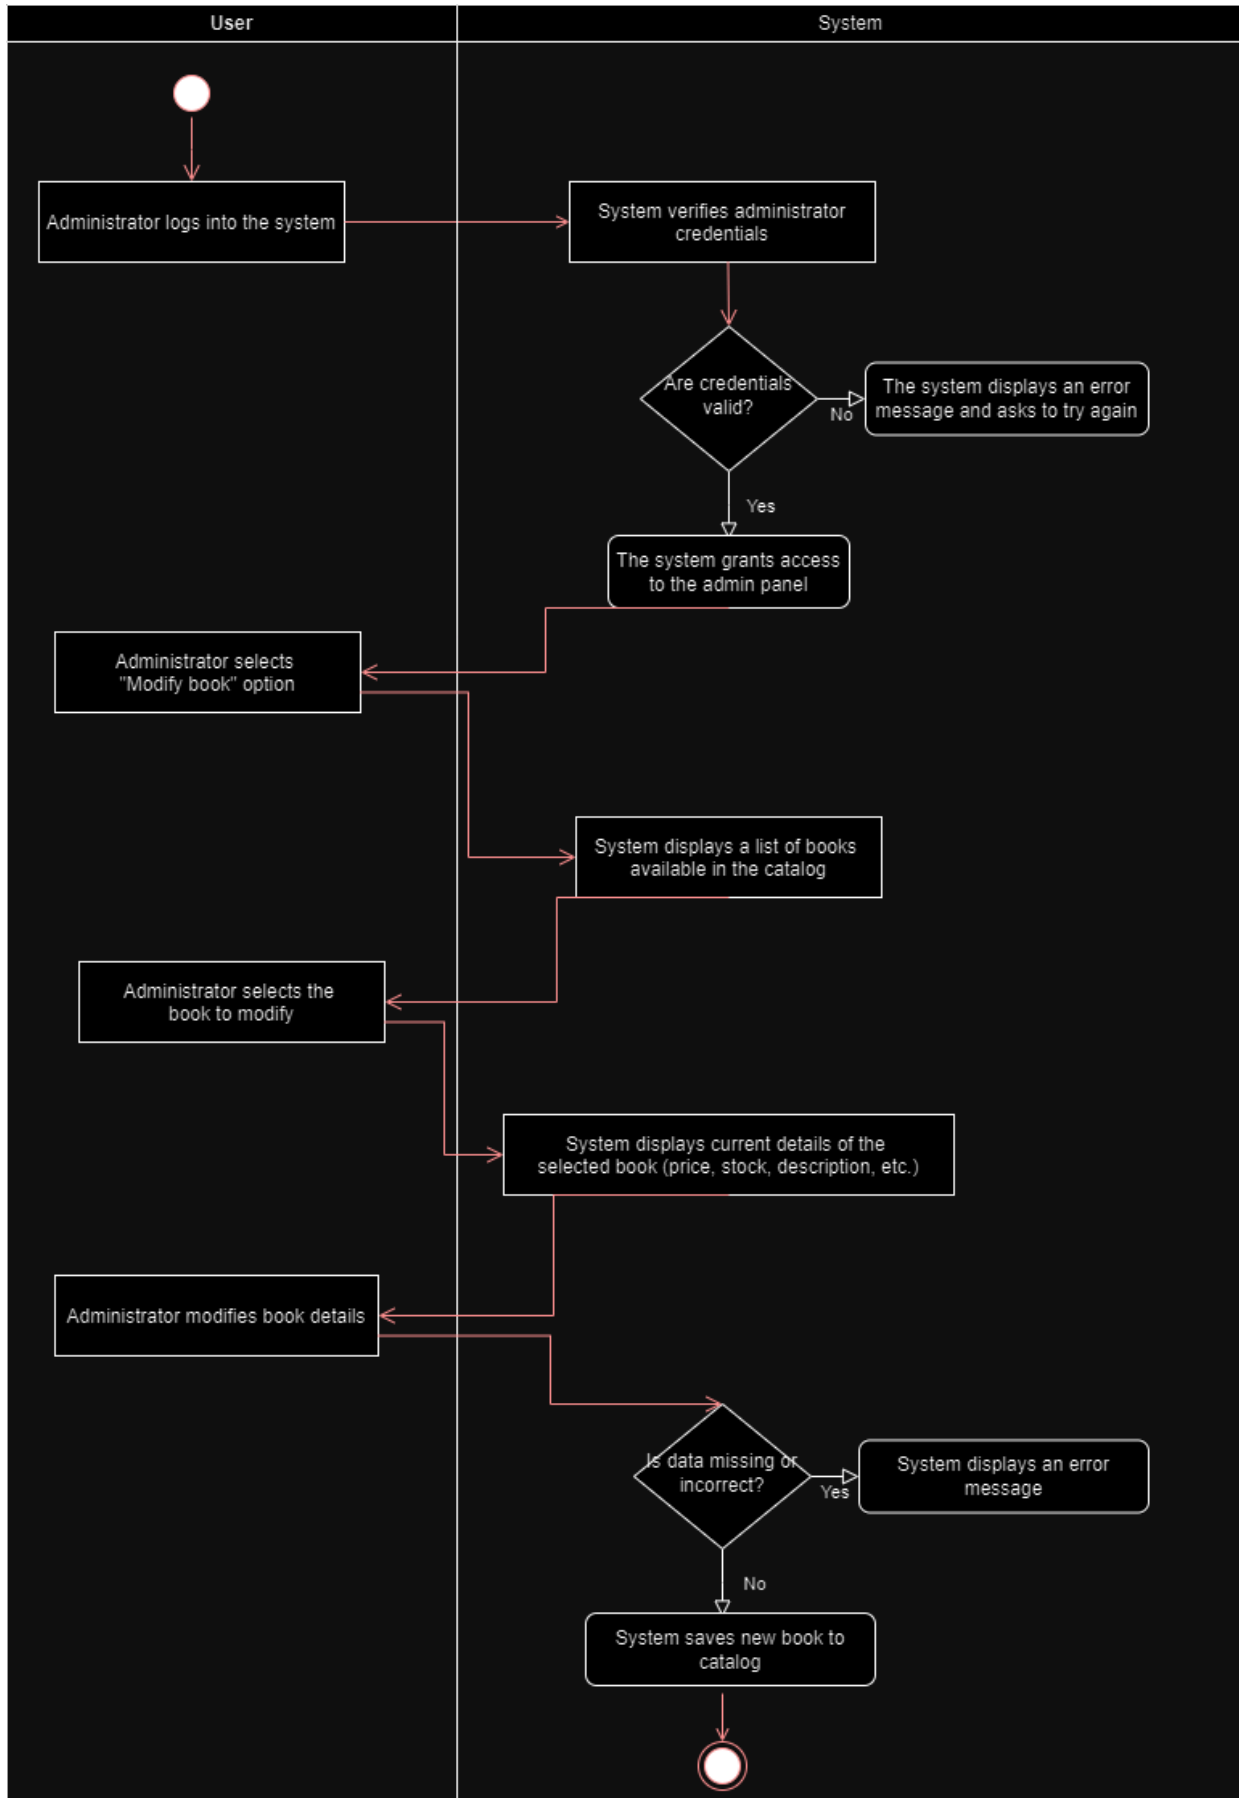 User
System
Administrator logs into the system
System verifies administrator
credentials
Are credentials
valid?
No
The system displays an error
message and asks to try again
Yes
The system grants access
to the admin panel
Administrator selects
"Modify book" option
System displays a list of books
available in the catalog
Administrator selects the
book to modify
System displays current details of the
selected book (price, stock, description, etc.)
Administrator modifies book details
Is data missing or
incorrect?
Yes
System displays an error
message
No
System saves new book to
catalog